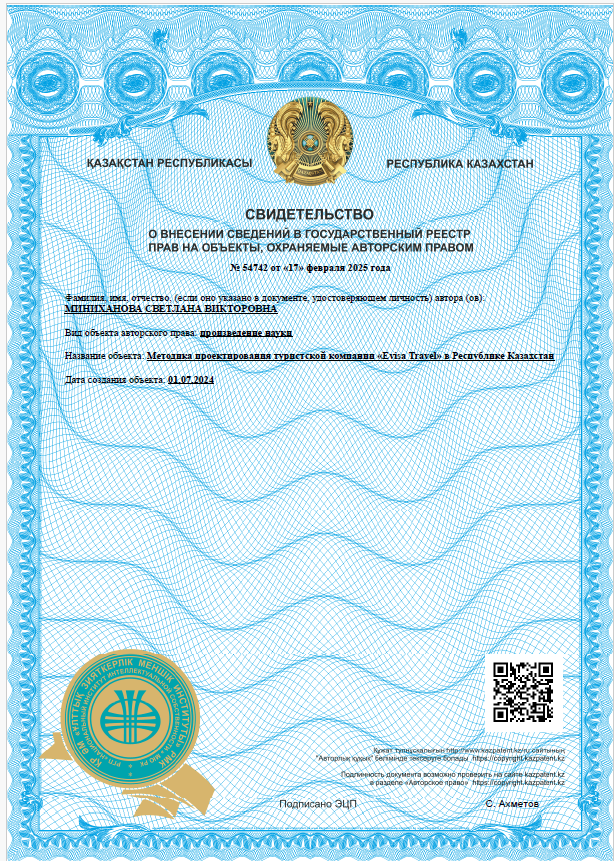 ҚАЗАҚСТАН РЕСПУБЛИКАСЫ
РЕСПУБЛИКА КАЗАХСТАН
СВИДЕТЕЛЬСТВО
О ВНЕСЕНИИ СВЕДЕНИЙ В ГОСУДАРСТВЕННЫЙ РЕЕСТР
ПРАВ НА ОБЪЕКТЫ, ОХРАНЯЕМЫЕ АВТОРСКИМ ПРАВОМ
№ 54742 от «17» февраля 2025 года
Фамилия, имя, отчество, (если оно указано в документе, удостоверяющем личность) автора (ов):
МИНИХАНОВА СВЕТЛАНА ВИКТОРОВНА
Вид объекта авторского права: произведение науки
Название объекта: Методика проектирования туристской компании «Evisa Travel» в Республике Казахстан
Дата создания объекта: 01.07.2024
ҚР ӘМ "ҰЛТТЫҚ ЗИЯТКЕРЛІК МЕНШІК ИНСТИТУТЫ" РМК
Құжат түпнұсқалығын http://www.kazpatent.kz/ru сайтының
"Авторлық құқық" бөлімінде тексеруге болады https://copyright.kazpatent.kz
Подлинность документа возможно проверить на сайте kazpatent.kz
в разделе «Авторское право» https://copyright.kazpatent.kz
Подписано ЭЦП
С. Ахметов